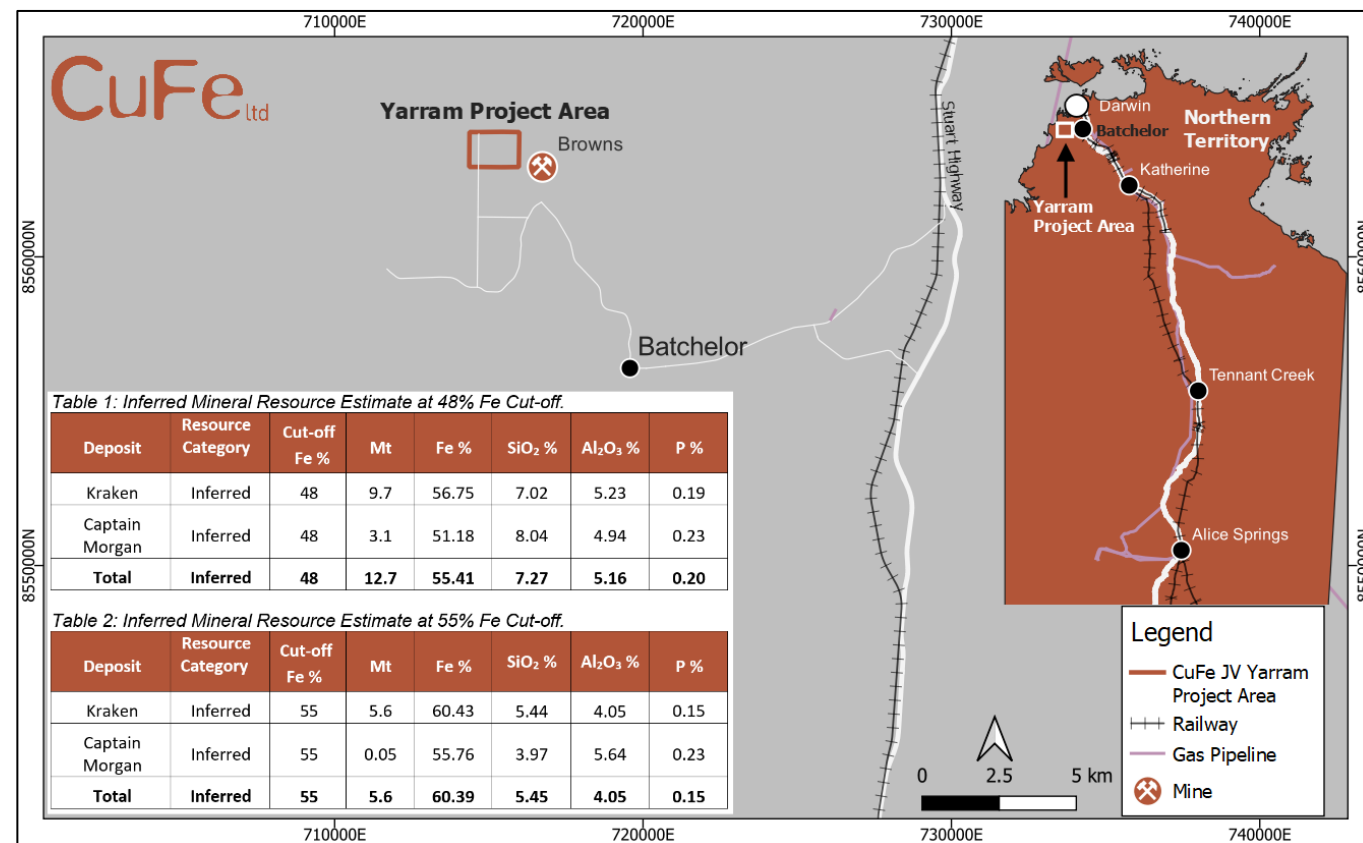 710000E 720000E 730000E 740000E
CuFe ltd
Yarram Project Area
Browns
Stuart Highway
Batchelor
8560000N
8550000N
Darwin
Batchelor
Northern
Territory
Katherine
Yarram
Project Area
Tennant Creek
Alice Springs
8560000N
8550000N
Table 1: Inferred Mineral Resource Estimate at 48% Fe Cut-off.
Deposit Resource Category Cut-off Fe % Mt Fe % SiO₂ % Al₂O₃ % P %
Kraken Inferred 48 9.7 56.75 7.02 5.23 0.19
Captain Morgan Inferred 48 3.1 51.18 8.04 4.94 0.23
Total Inferred 48 12.7 55.41 7.27 5.16 0.20
Table 2: Inferred Mineral Resource Estimate at 55% Fe Cut-off.
Deposit Resource Category Cut-off Fe % Mt Fe % SiO₂ % Al₂O₃ % P %
Kraken Inferred 55 5.6 60.43 5.44 4.05 0.15
Captain Morgan Inferred 55 0.05 55.76 3.97 5.64 0.23
Total Inferred 55 5.6 60.39 5.45 4.05 0.15
0 2.5 5 km
Legend
CuFe JV Yarram
Project Area
Railway
Gas Pipeline
Mine
710000E 720000E 730000E 740000E